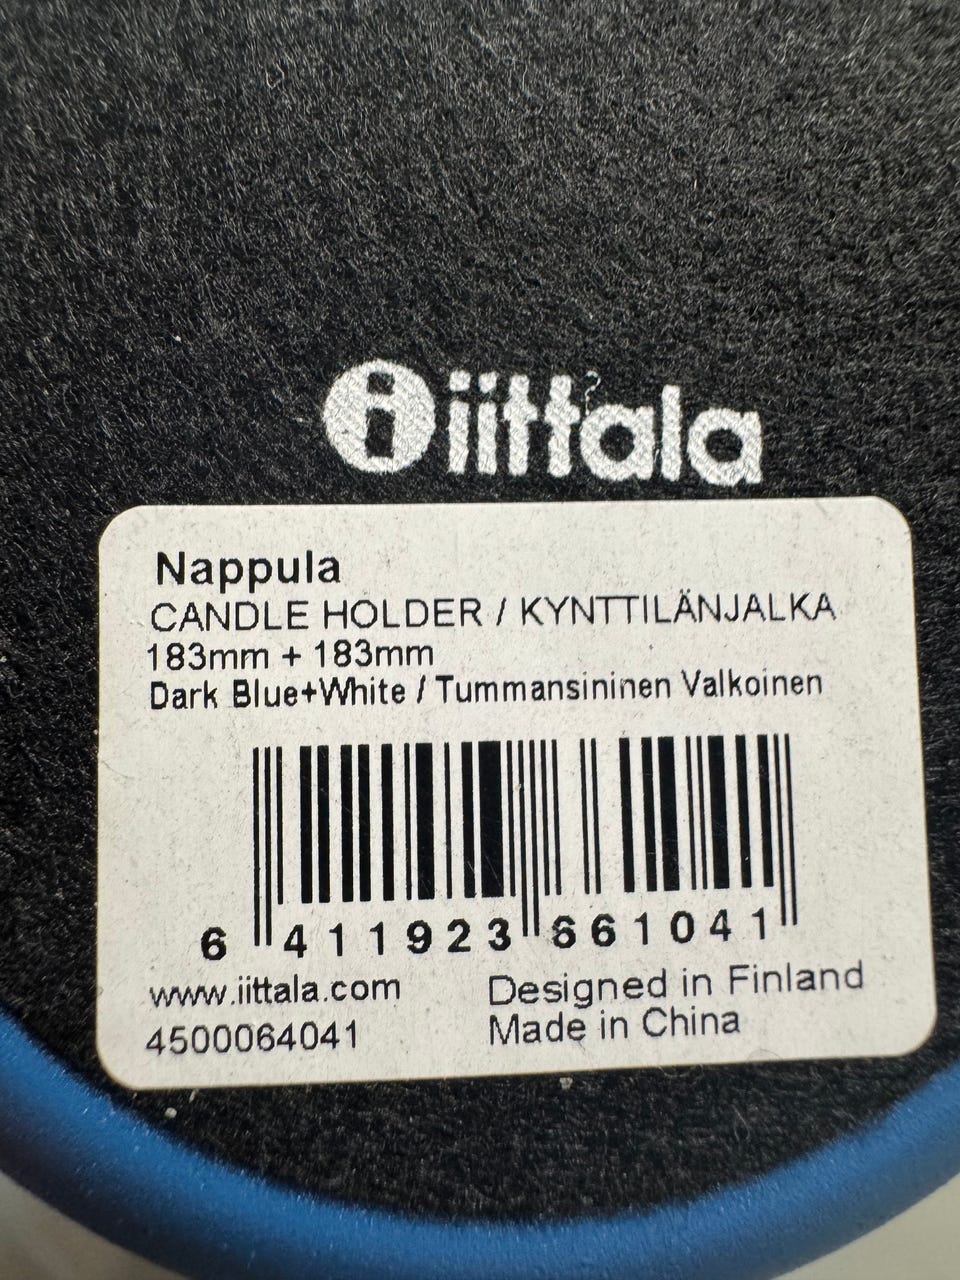 iittala
Nappula
CANDLE HOLDER / KYNTTILÄNJALKA
183mm + 183mm
Dark Blue+White / Tummansininen Valkoinen
6 411923 661041
www.iittala.com
Designed in Finland
4500064041
Made in China